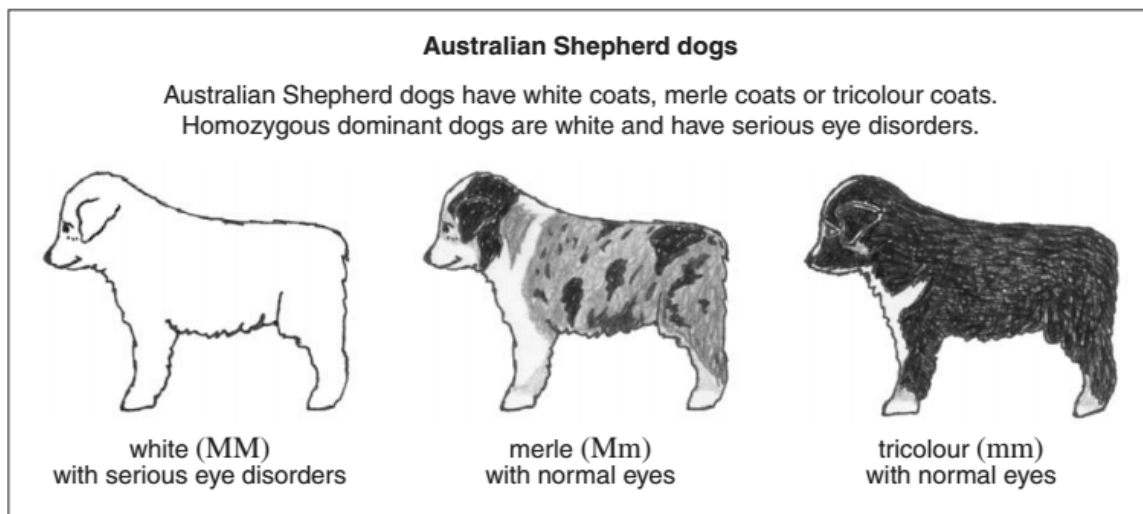 Australian Shepherd dogs
Australian Shepherd dogs have white coats, merle coats or tricolour coats.
Homozygous dominant dogs are white and have serious eye disorders.
white (MM)
with serious eye disorders
merle (Mm)
with normal eyes
tricolour (mm)
with normal eyes